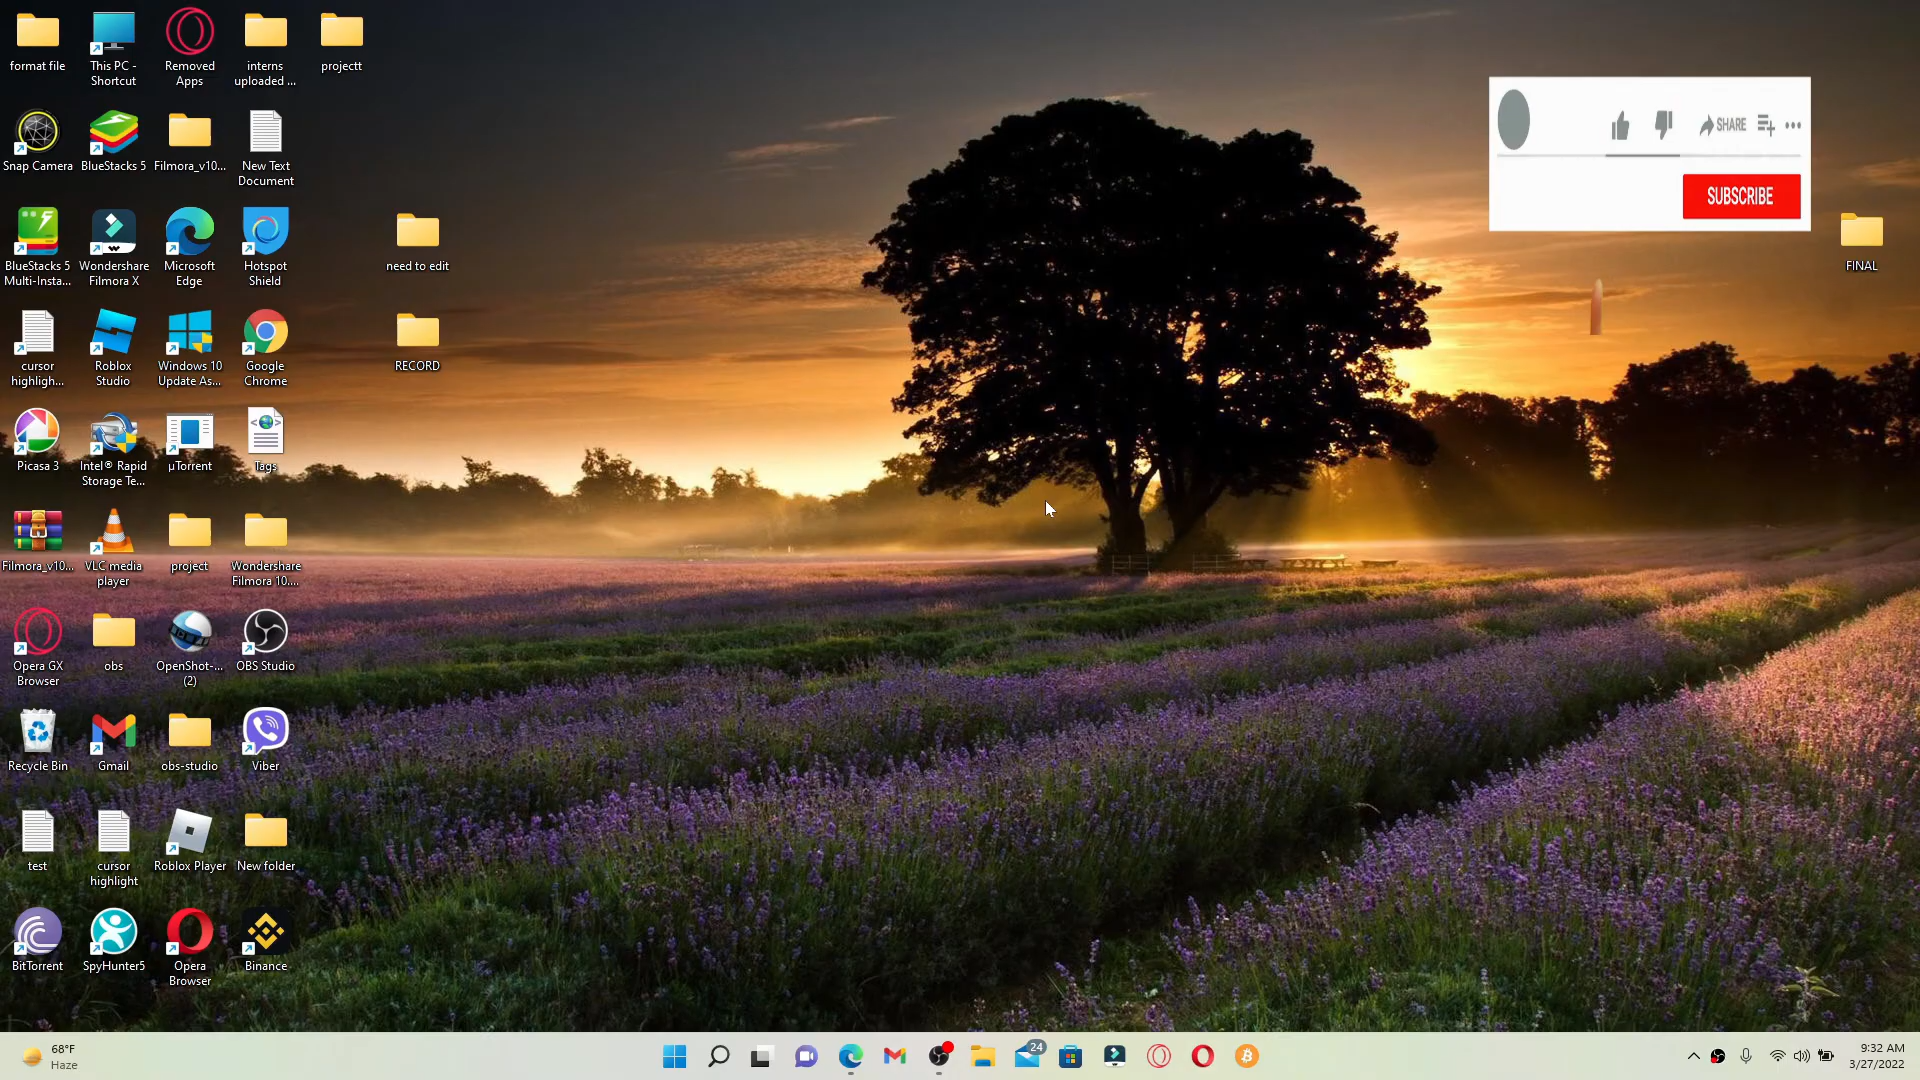 format file
This PC -
Shortcut
Removed
Apps
interns
uploaded ...
projectt
Snap Camera
BlueStacks 5
Filmora_v10...
New Text
Document
SHARE
SUBSCRIBE
BlueStacks 5
Multi-Insta...
Wondershare
Filmora X
Microsoft
Edge
Hotspot
Shield
need to edit
FINAL
cursor
highligh...
Roblox
Studio
Windows 10
Update As...
Google
Chrome
RECORD
Picasa 3
Intel® Rapid
Storage Te...
µTorrent
Tags
Filmora_v10...
VLC media
player
project
Wondershare
Filmora 10....
Opera GX
Browser
obs
OpenShot-...
(2)
OBS Studio
Recycle Bin
Gmail
obs-studio
Viber
test
cursor
highlight
Roblox Player
New folder
BitTorrent
SpyHunter5
Opera
Browser
Binance
68°F
Haze
24
9:32 AM
3/27/2022